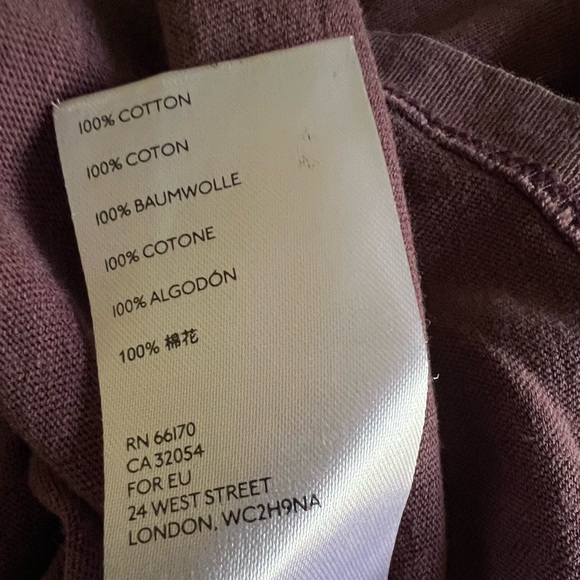 100% COTTON
100% COTON
100% BAUMWOLLE
100% COTONE
100% ALGODÓN
100% 棉花
RN 66170
CA 32054
FOR EU
24 WEST STREET
LONDON, WC2H9NA